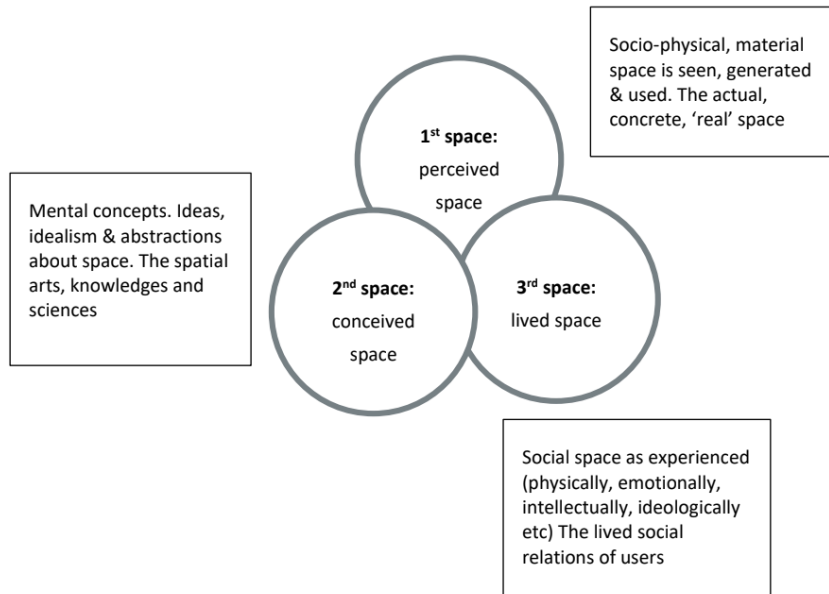 Socio-physical, material
space is seen, generated
& used. The actual,
concrete, ‘real’ space
1st space:
perceived
space
Mental concepts. Ideas,
idealism & abstractions
about space. The spatial
arts, knowledges and
sciences
2nd space:
conceived
space
3rd space:
lived space
Social space as experienced
(physically, emotionally,
intellectually, ideologically
etc) The lived social
relations of users